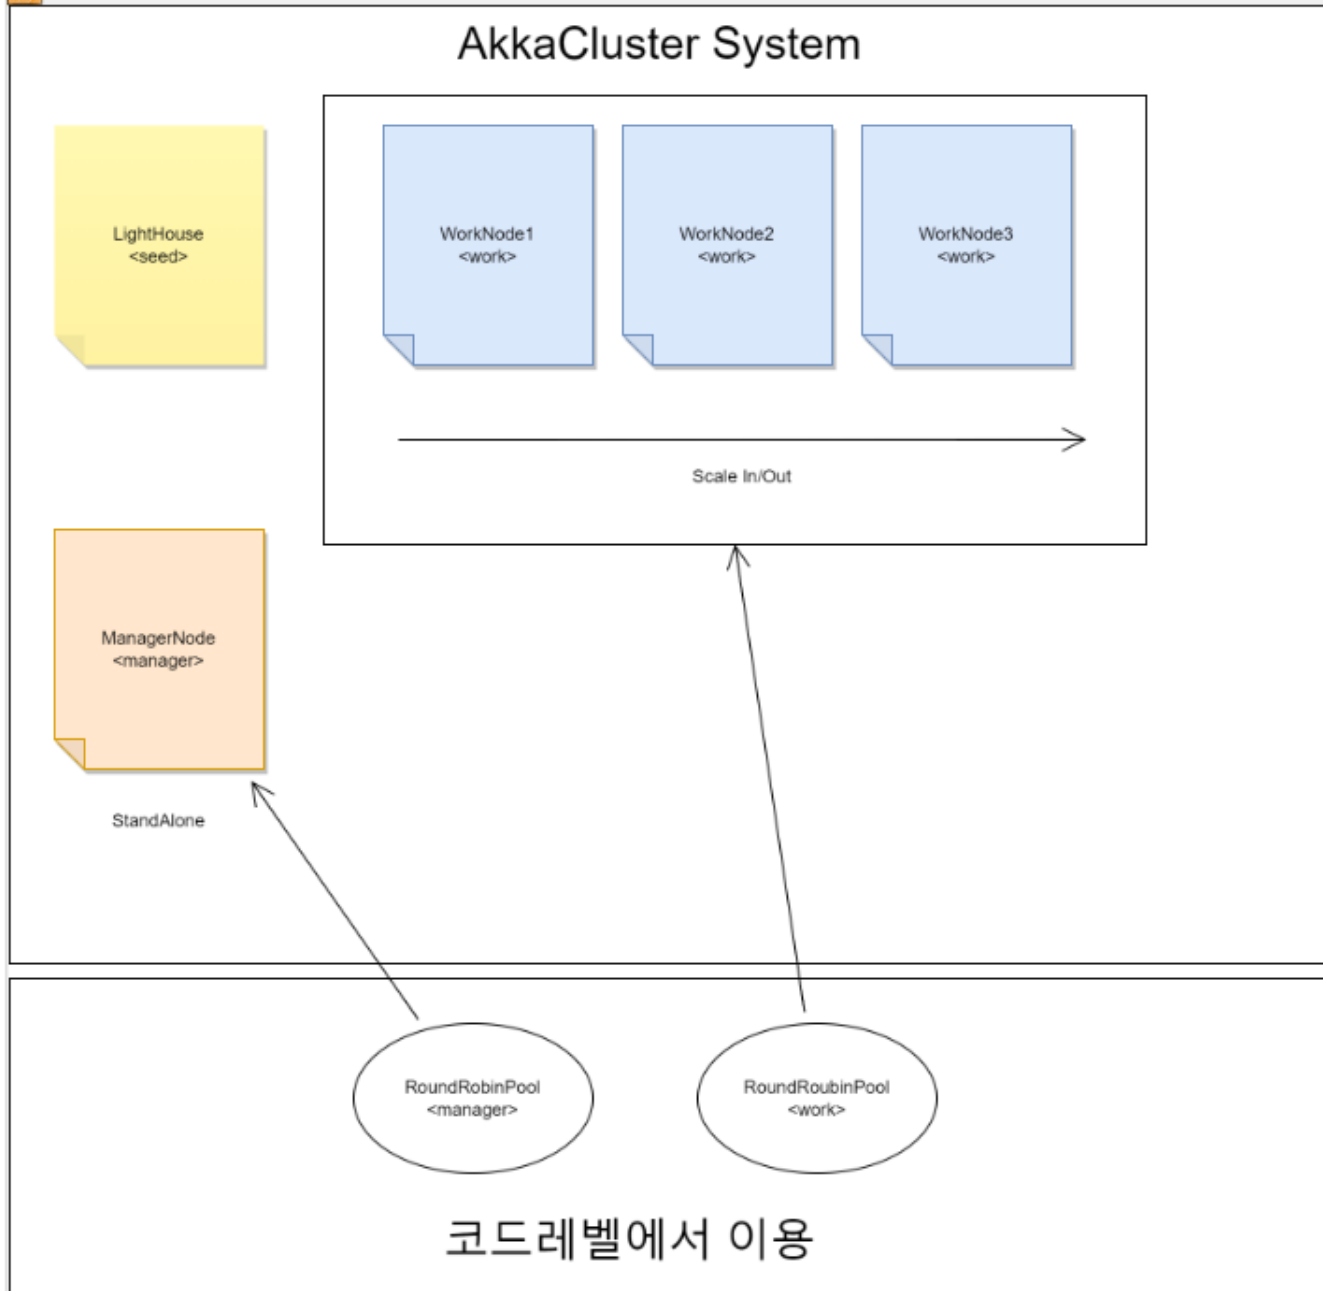 AkkaCluster System
LightHouse
<seed>
WorkNode1
<work>
WorkNode2
<work>
WorkNode3
<work>
Scale In/Out
ManagerNode
<manager>
StandAlone
RoundRobinPool
<manager>
RoundRoubinPool
<work>
코드레벨에서 이용